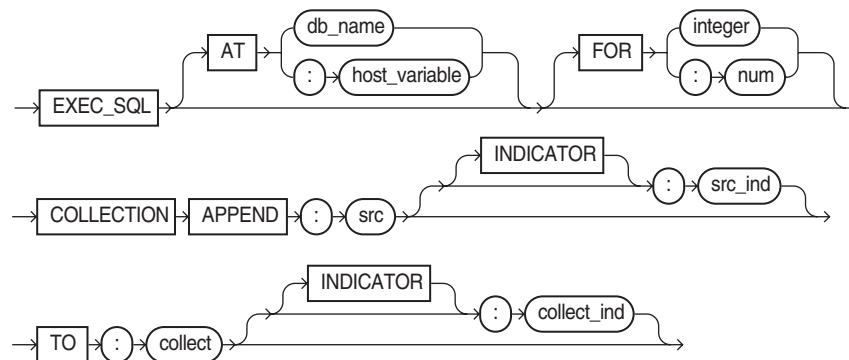 db_name
AT
: host_variable
integer
FOR
: num
EXEC_SQL
INDICATOR
: src_ind
COLLECTION APPEND : src
INDICATOR
: collect_ind
TO : collect